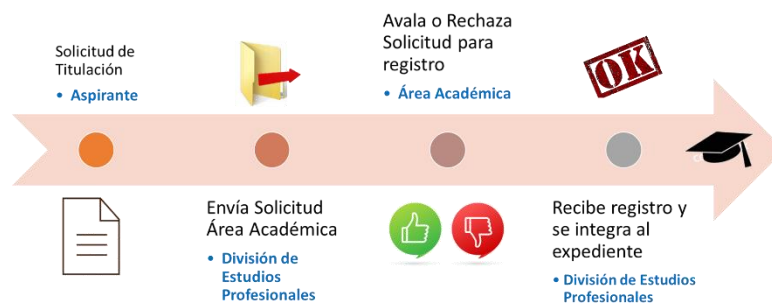 Solicitud de
Titulación
• Aspirante
Envía Solicitud
Área Académica
• División de
Estudios
Profesionales
Avala o Rechaza
Solicitud para
registro
• Área Académica
OK
Recibe registro y
se integra al
expediente
• División de Estudios
Profesionales